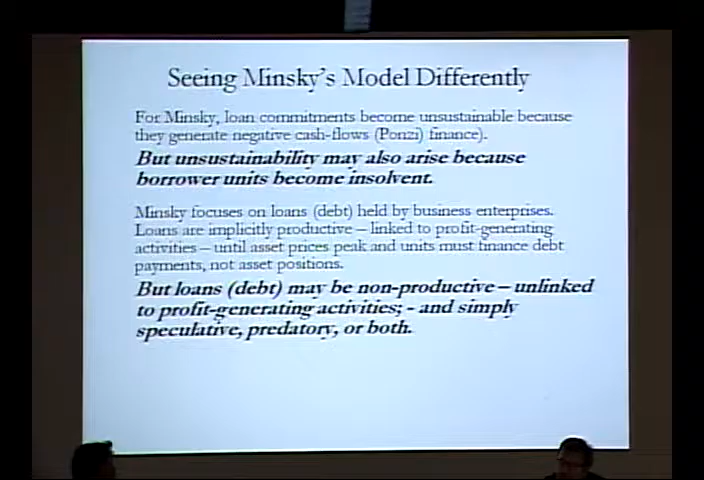 Seeing Minsky's Model Differently
For Minsky, loan commitments become unsustainable because
they generate negative cash-flows (Ponzi) finance).
But unsustainability may also arise because
borrower units become insolvent.
Minsky focuses on loans (debt) held by business enterprises.
Loans are implicitly productive – linked to profit-generating
activities – until asset prices peak and units must finance debt
payments, not asset positions.
But loans (debt) may be non-productive – unlinked
to profit-generating activities; - and simply
speculative, predatory, or both.